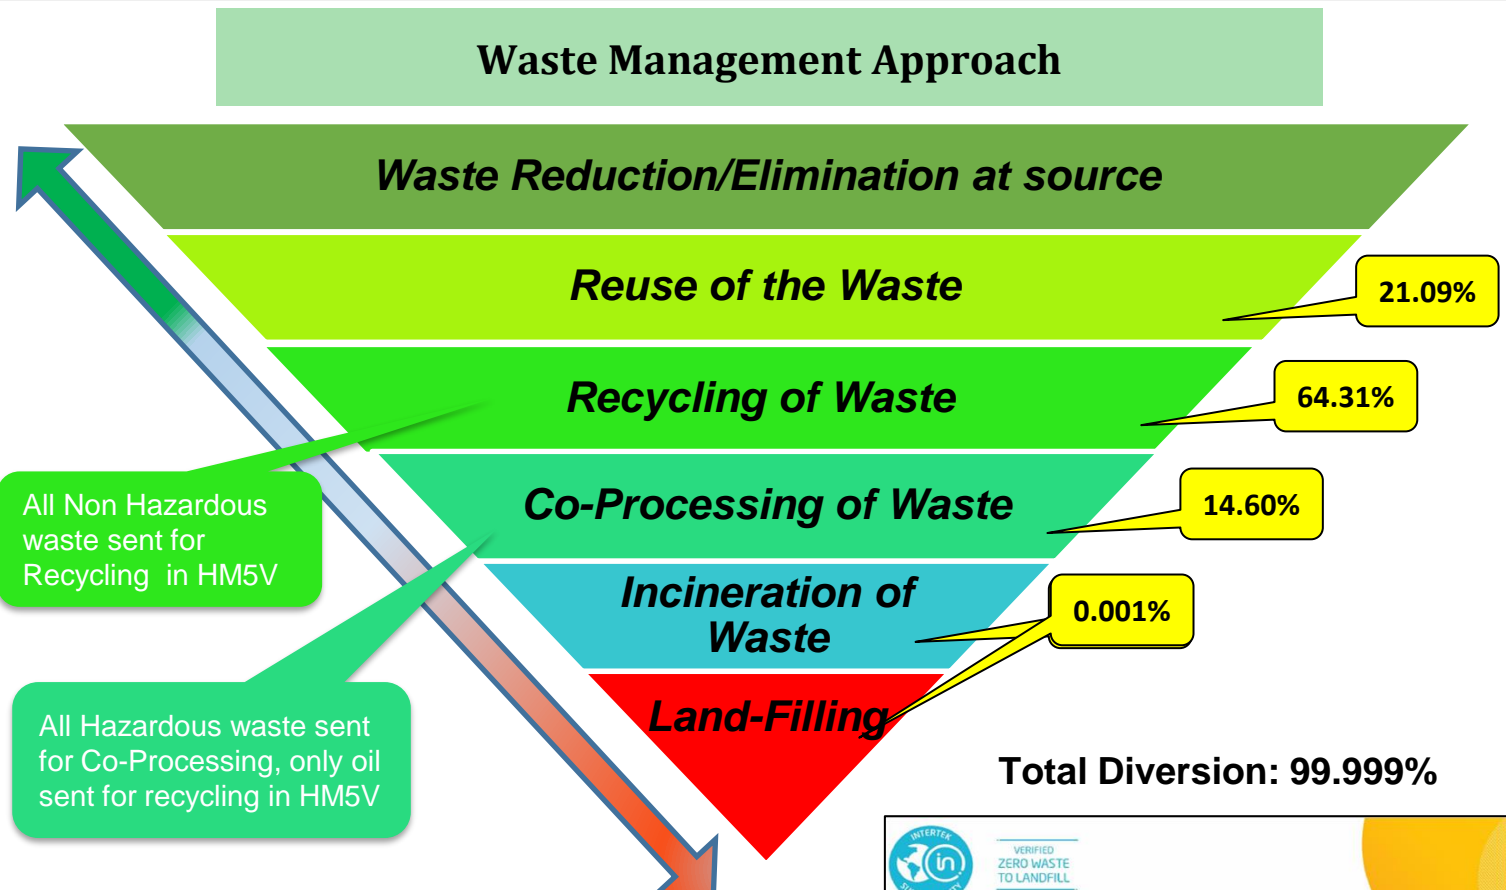 Waste Management Approach
Waste Reduction/Elimination at source
Reuse of the Waste
21.09%
Recycling of Waste
64.31%
All Non Hazardous
waste sent for
Recycling in HM5V
Co-Processing of Waste
14.60%
Incineration of
Waste
0.001%
All Hazardous waste sent
for Co-Processing, only oil
sent for recycling in HM5V
Land-Filling
Total Diversion: 99.999%
INTERTEK
in
VERIFIED
ZERO WASTE
TO LANDFILL